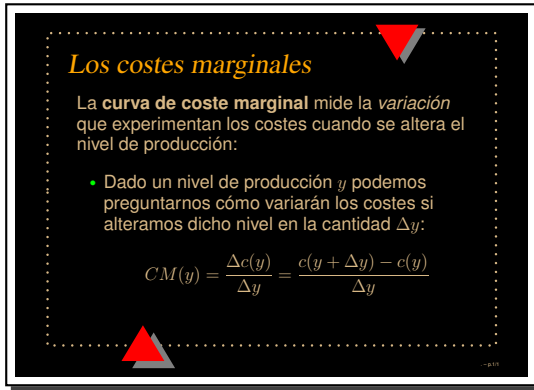 Los costes marginales
La curva de coste marginal mide la variación
que experimentan los costes cuando se altera el
nivel de producción:
• Dado un nivel de producción y podemos
preguntarnos cómo variarán los costes si
alteramos dicho nivel en la cantidad Δy:
CM(y) = Δc(y)/Δy = c(y + Δy) − c(y)/Δy
– p.1/1